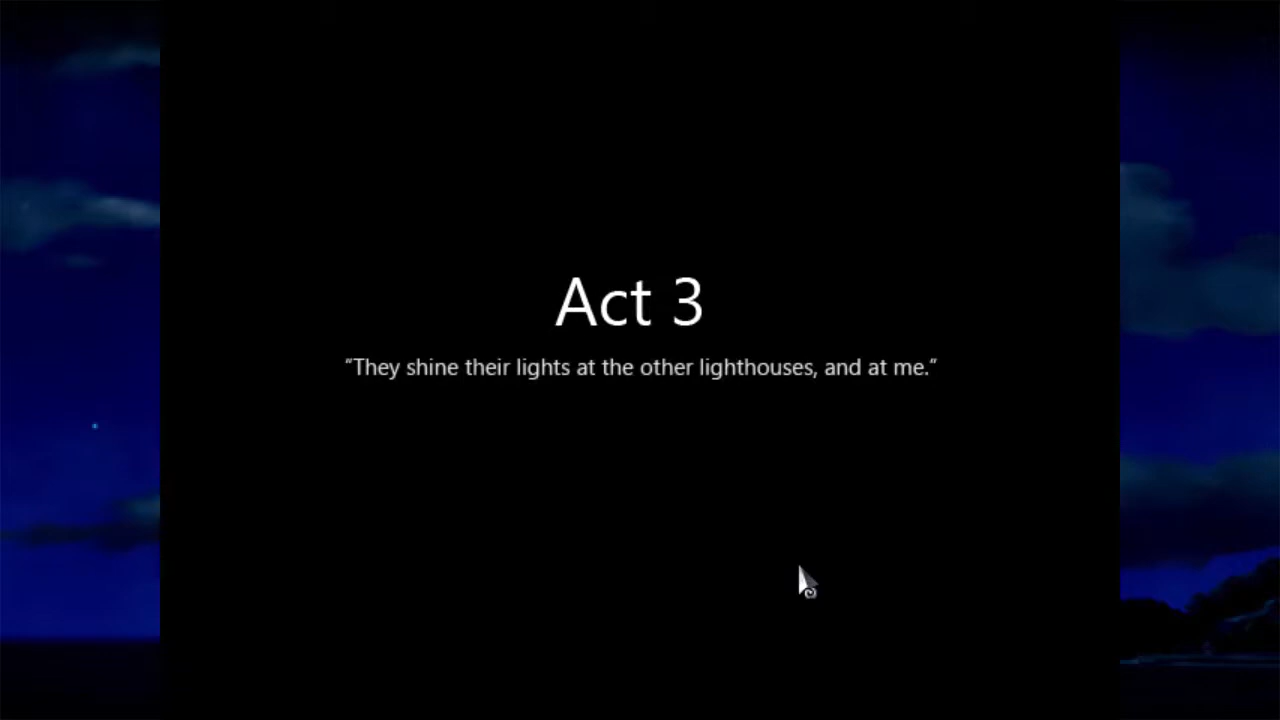 Act 3
“They shine their lights at the other lighthouses, and at me.”